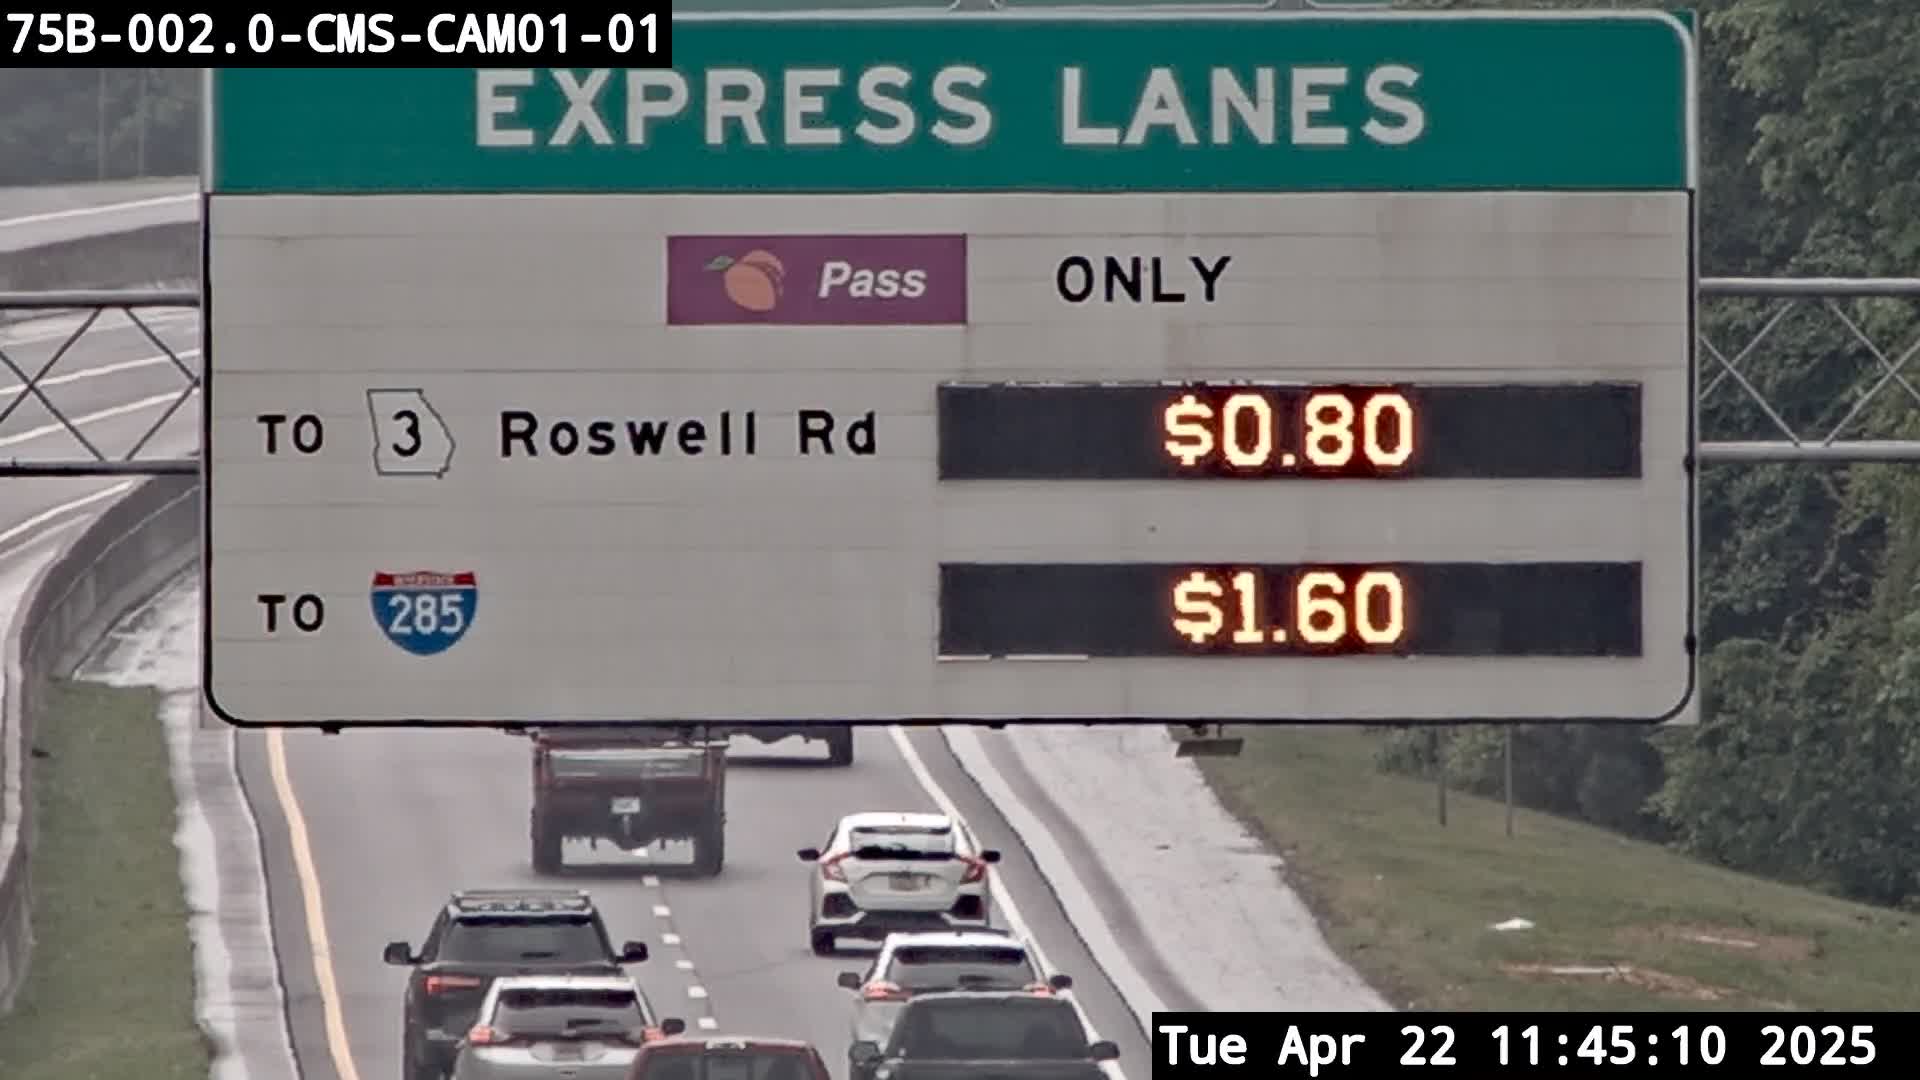 75B-002.0-CMS-CAM01-01
EXPRESS LANES
Pass ONLY
TO 3 Roswell Rd $0.80
TO 285 $1.60
Tue Apr 22 11:45:10 2025